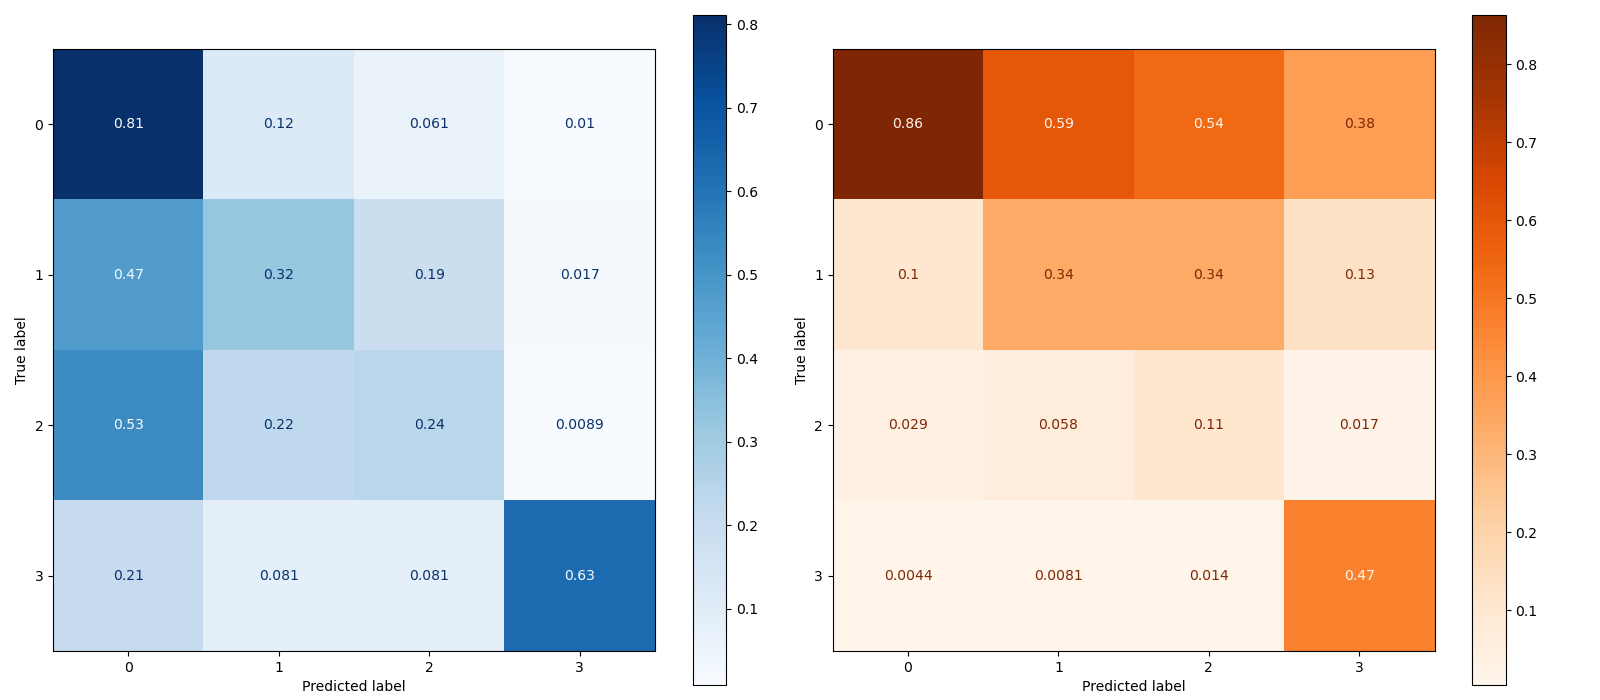 0.81 0.12 0.061 0.01
0.47 0.32 0.19 0.017
0.53 0.22 0.24 0.0089
0.21 0.081 0.081 0.63
0
1
2
3
True label
0 1 2 3
Predicted label
0.8
0.7
0.6
0.5
0.4
0.3
0.2
0.1
0.86 0.59 0.54 0.38
0.1 0.34 0.34 0.13
0.029 0.058 0.11 0.017
0.0044 0.0081 0.014 0.47
0
1
2
3
True label
0 1 2 3
Predicted label
0.8
0.7
0.6
0.5
0.4
0.3
0.2
0.1